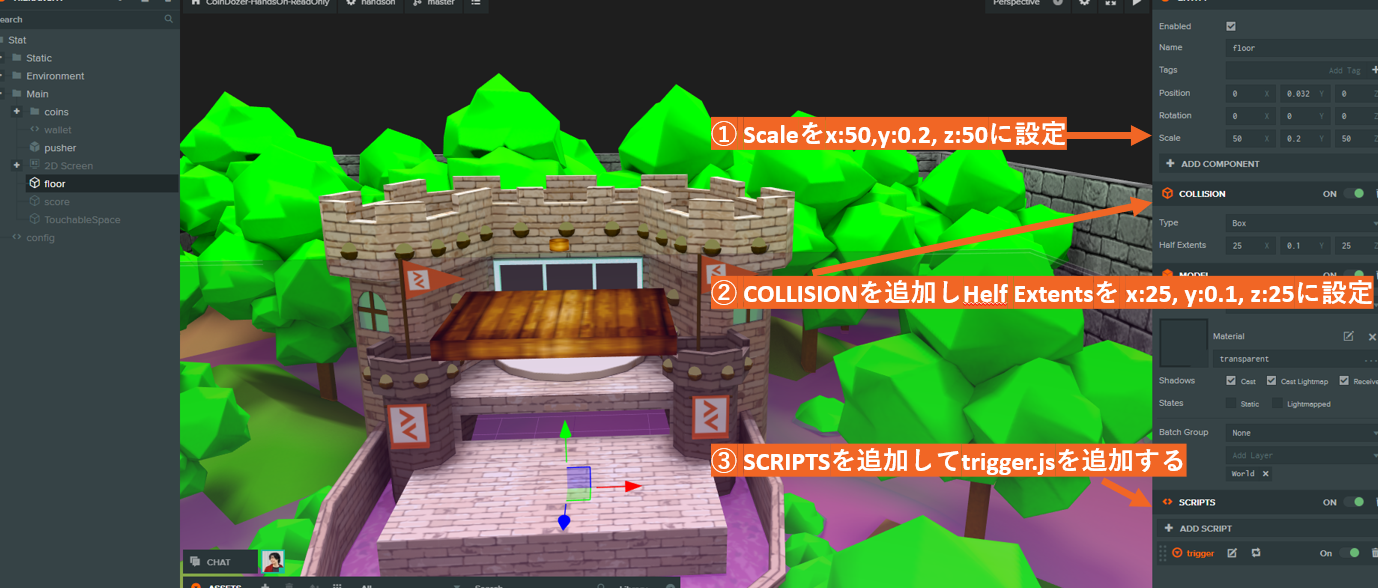 CoinDozer-HandsOn-ReadOnly
handson
master
Perspective
earch
Stat
Static
Environment
Main
coins
wallet
pusher
2D Screen
floor
score
TouchableSpace
config
① Scaleをx:50,y:0.2, z:50に設定
② COLLISIONを追加しHelf Extentsを x:25, y:0.1, z:25に設定
③ SCRIPTSを追加してtrigger.jsを追加する
CHAT
ASSETS
All
Search
Library
Enabled
Name floor
Tags Add Tag
Position 0 X 0.032 Y 0 Z
Rotation 0 X 0 Y 0 Z
Scale 50 X 0.2 Y 50 Z
ADD COMPONENT
COLLISION ON
Type Box
Half Extents 25 X 0.1 Y 25 Z
MODEL ON
Material
transparent
Shadows Cast Cast Lightmap Receive
States Static Lightmapped
Batch Group None
Add Layer
World
SCRIPTS ON
ADD SCRIPT
trigger On